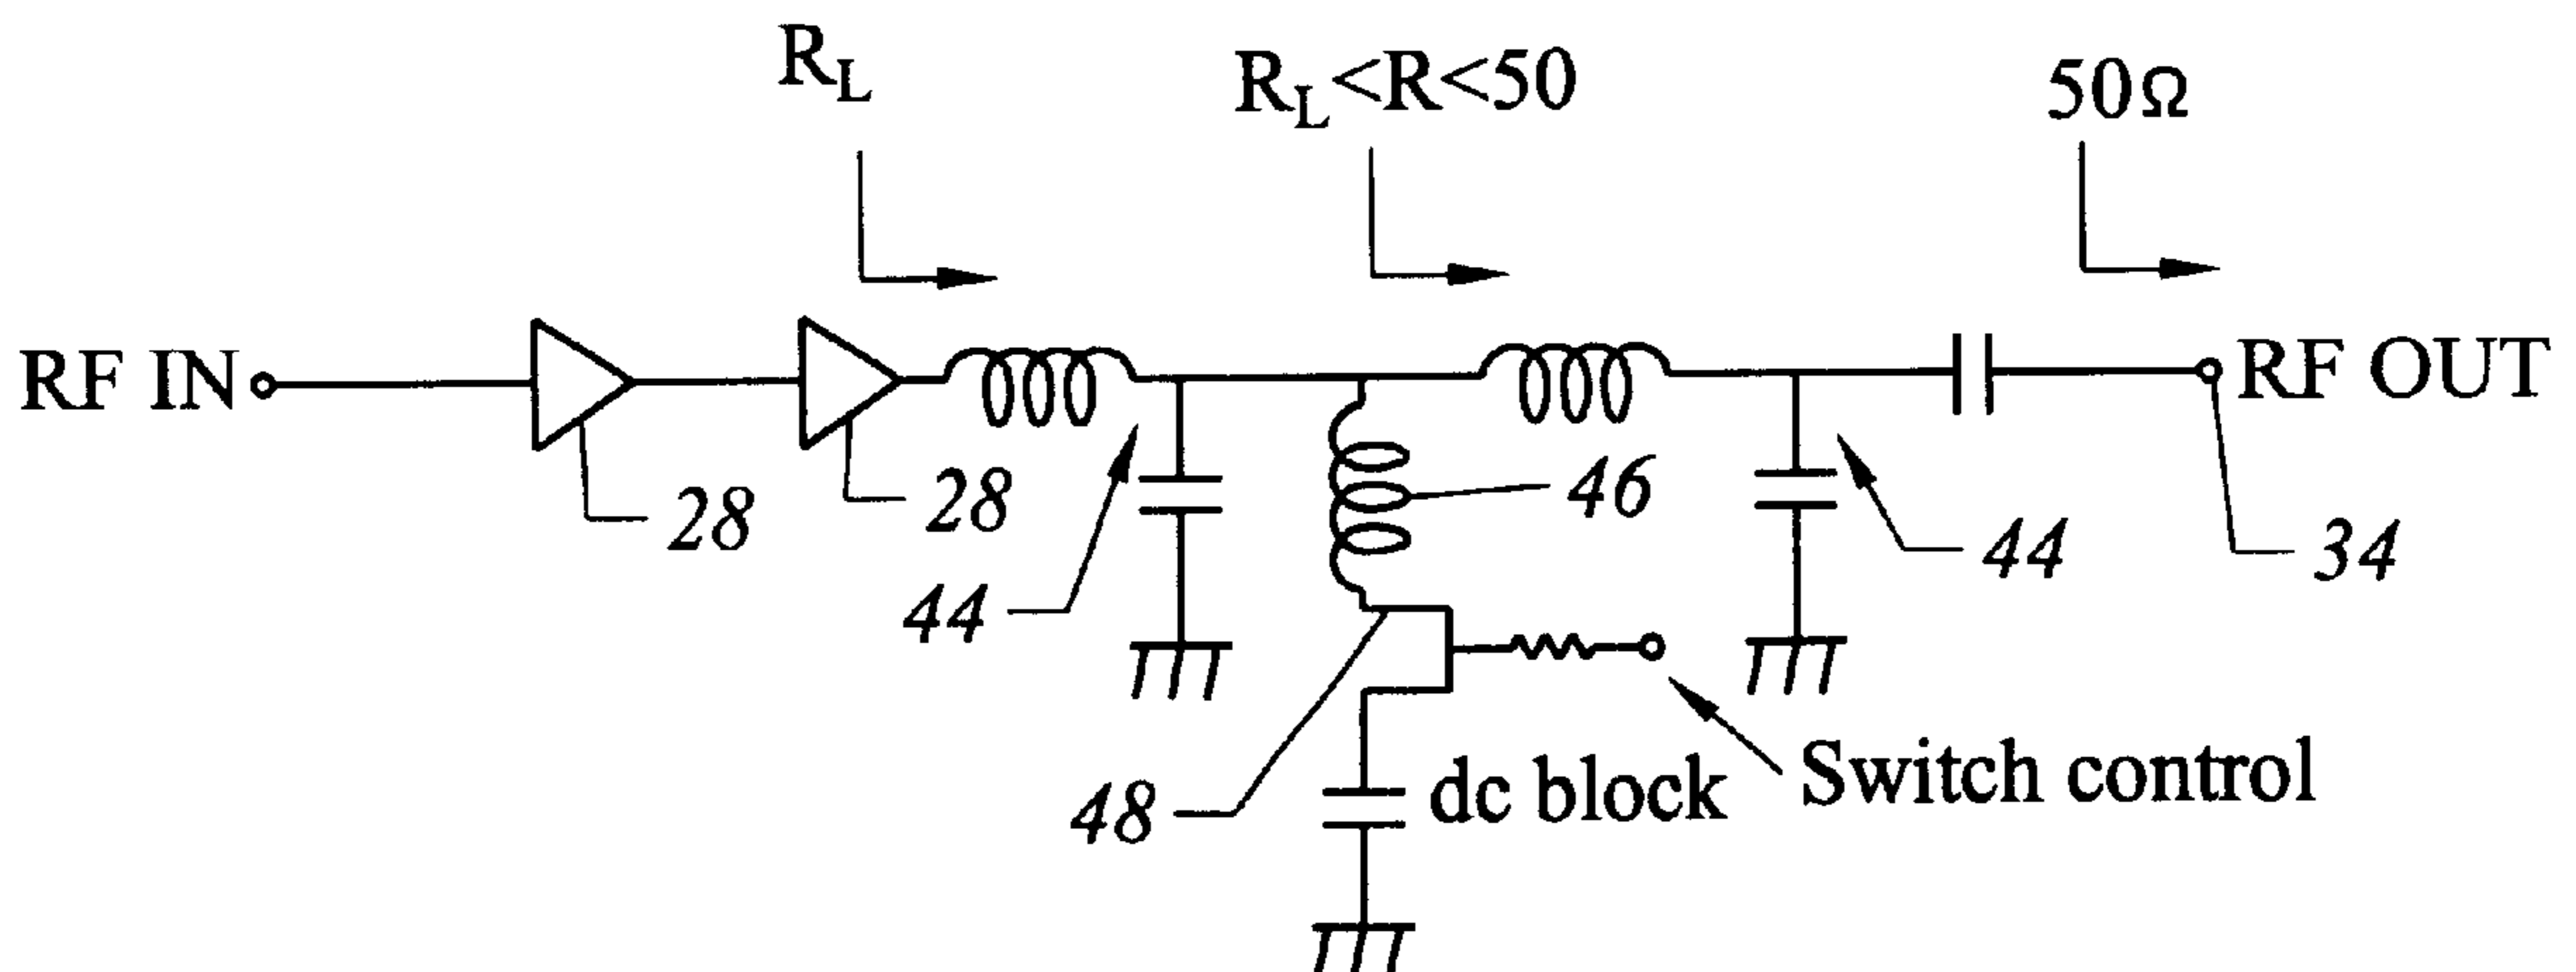 R_L
R_L<R<50
50Ω
RF IN
RF OUT
28
28
46
44
44
34
dc block
Switch control
48